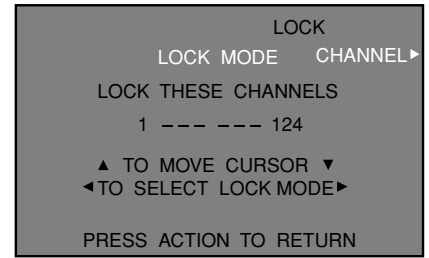 LOCK
LOCK MODE CHANNEL▶
LOCK THESE CHANNELS
1 – – – – – – 124
▲ TO MOVE CURSOR ▼
◀TO SELECT LOCK MODE▶
PRESS ACTION TO RETURN